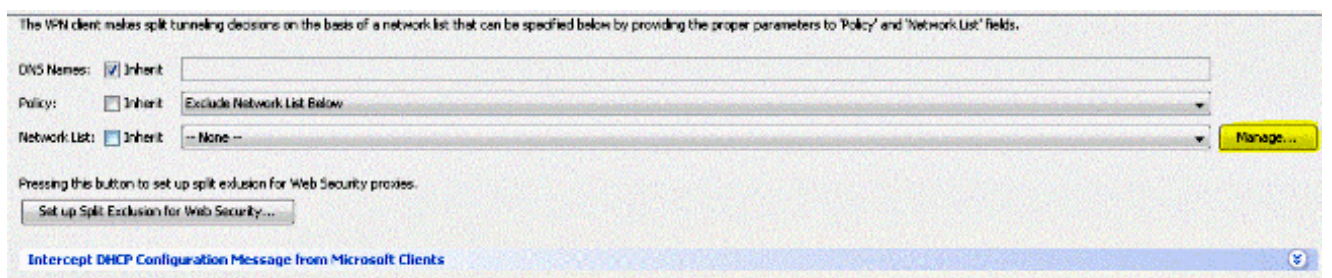 The VPN client makes split tunneling decisions on the basis of a network list that can be specified below by providing the proper parameters to 'Policy' and 'Network List' fields.
DNS Names: Inherit
Policy: Inherit Exclude Network List Below
Network List: Inherit -- None -- Manage...
Pressing this button to set up split exlusion for Web Security proxies.
Set up Split Exclusion for Web Security...
Intercept DHCP Configuration Message from Microsoft Clients